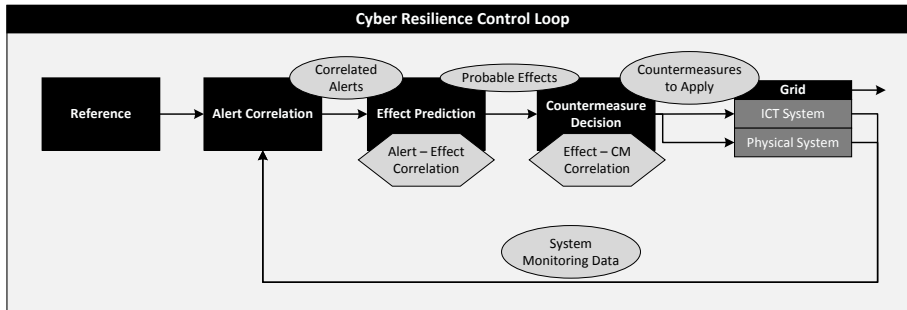 Cyber Resilience Control Loop
Correlated
Alerts
Probable Effects
Countermeasures
to Apply
Reference
Alert Correlation
Effect Prediction
Countermeasure
Decision
Grid
ICT System
Physical System
Alert – Effect
Correlation
Effect – CM
Correlation
System
Monitoring Data